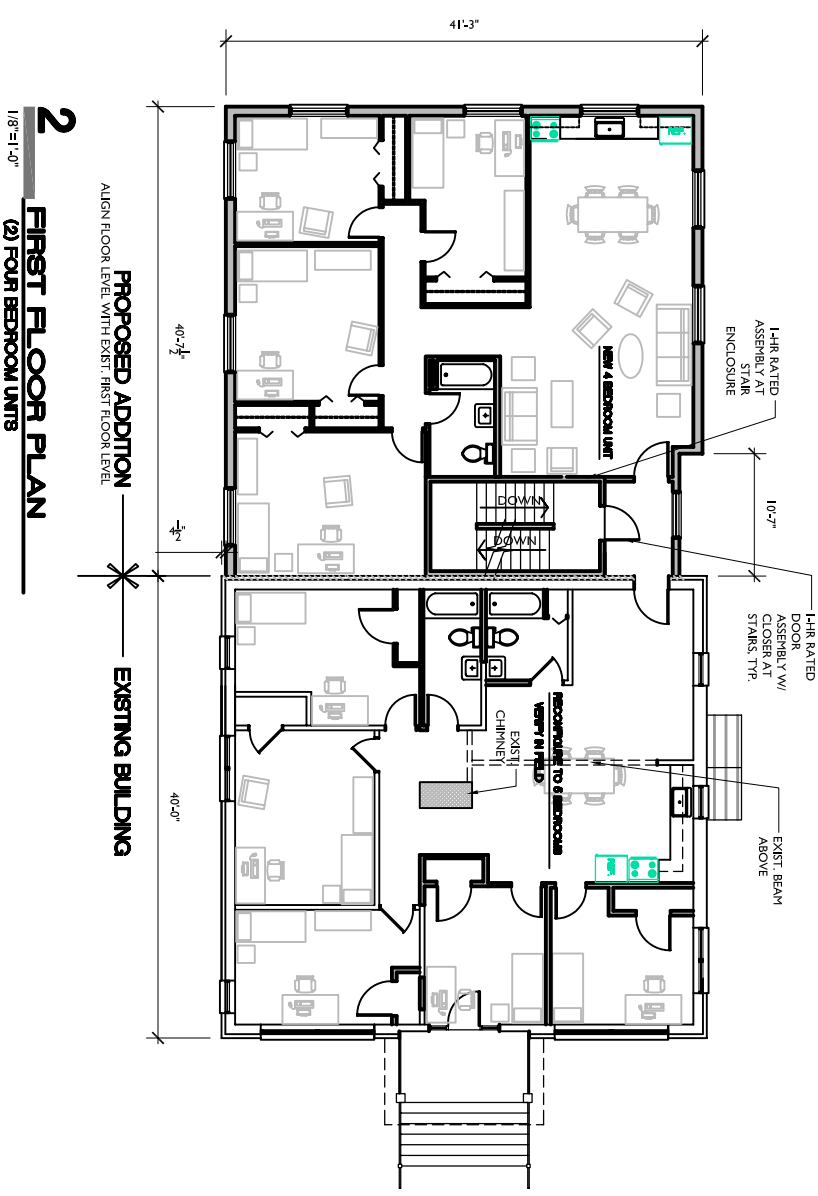 41'-3"
2
1/8"=1'-0"
FIRST FLOOR PLAN
(2) FOUR BEDROOM UNITS
PROPOSED ADDITION
ALIGN FLOOR LEVEL WITH EXIST. FIRST FLOOR LEVEL
EXISTING BUILDING
40'-7 1/2"
4 1/2"
40'-0"
10'-7"
REF.
NEW 4 BEDROOM UNIT
1-HR RATED
ASSEMBLY AT
STAIR
ENCLOSURE
DOWN
DOWN
1-HR RATED
DOOR
ASSEMBLY W/
CLOSER AT
STAIRS, TYP.
RECONFIGURE TO 5 BEDROOMS
VERIFY IN FIELD
EXIST.
CHIMNEY
REF.
EXIST. BEAM
ABOVE